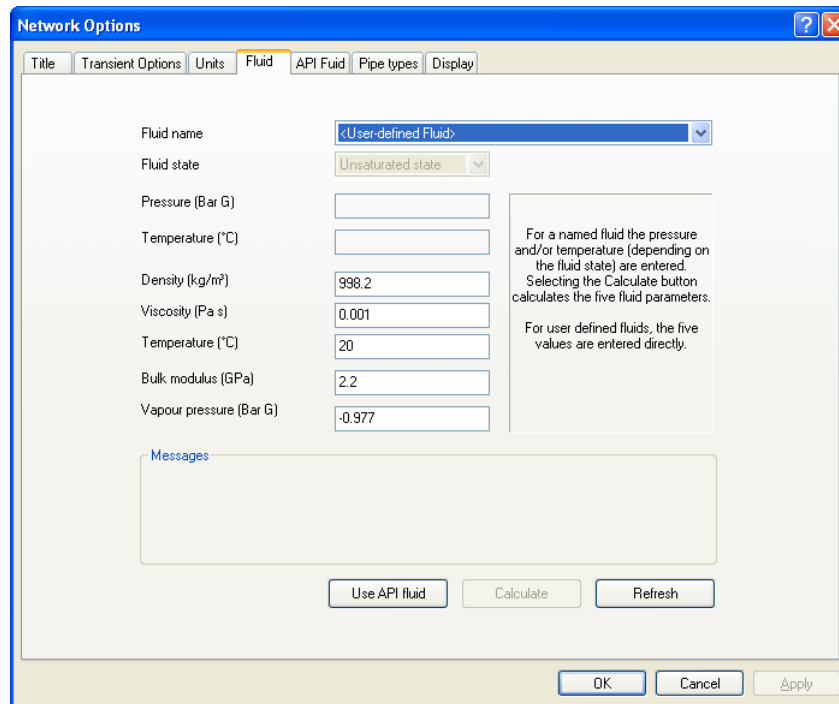 Network Options
Title Transient Options Units Fluid API Fuid Pipe types Display
Fluid name <User-defined Fluid>
Fluid state Unsaturated state
Pressure (Bar G)
Temperature (°C)
For a named fluid the pressure
and/or temperature (depending on
the fluid state) are entered.
Selecting the Calculate button
calculates the five fluid parameters.
For user defined fluids, the five
values are entered directly.
Density (kg/m³) 998.2
Viscosity (Pa s) 0.001
Temperature (°C) 20
Bulk modulus (GPa) 2.2
Vapour pressure (Bar G) -0.977
Messages
Use API fluid Calculate Refresh
OK Cancel Apply